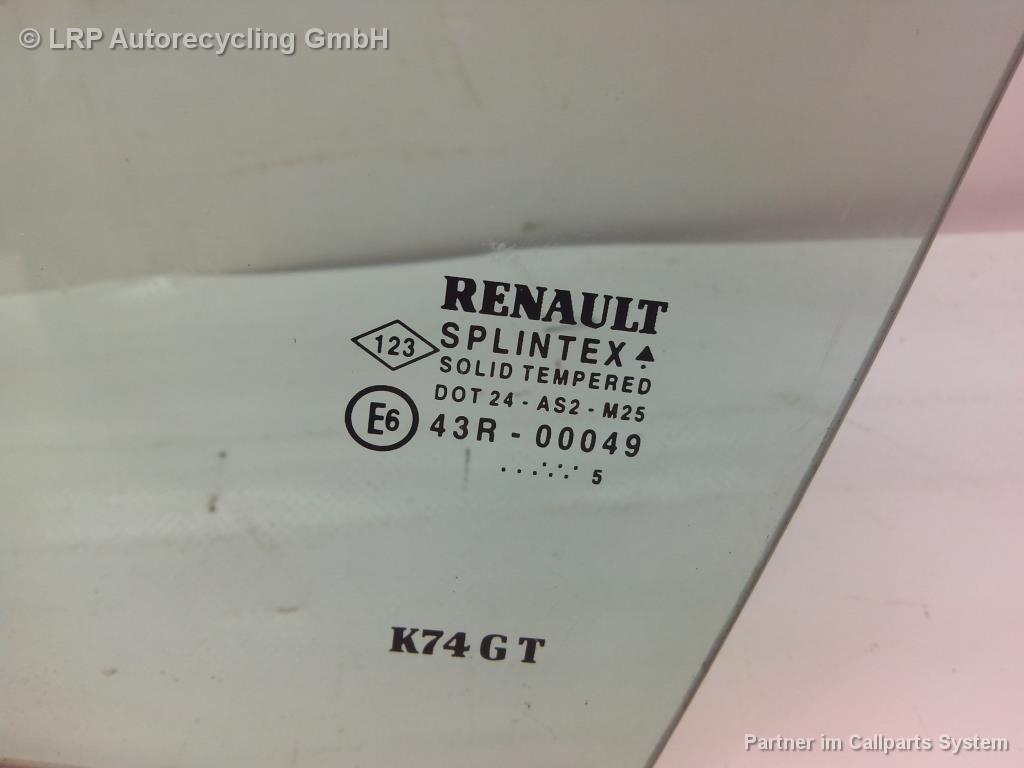 © LRP Autorecycling GmbH
RENAULT
123 SPLINTEX
SOLID TEMPERED
DOT 24 - AS2 - M25
E6 43R - 00049
5
K74 G T
Partner im Callparts System